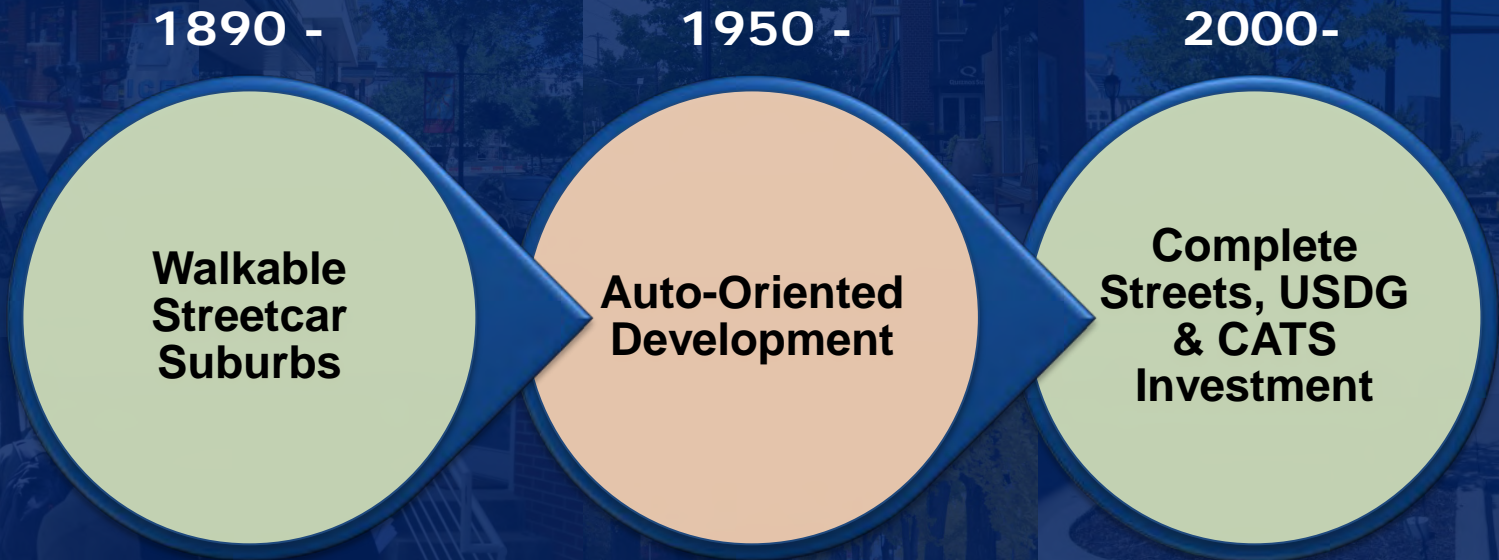 1890 -
Walkable
Streetcar
Suburbs
1950 -
Auto-Oriented
Development
2000-
Complete
Streets, USDG
& CATS
Investment